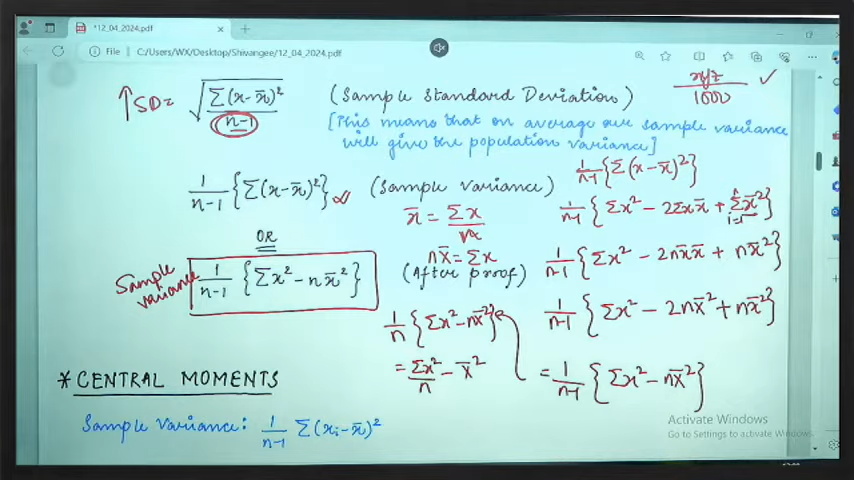 *12_04_2024.pdf
File C:/Users/WX/Desktop/Shivangee/12_04_2024.pdf
↑ SD = √(Σ(x-x̄)²/(n-1)) (Sample Standard Deviation)
1000 ✓
[This means that on average our sample variance
will give the population variance]
1/(n-1) {Σ(x-x̄)²} (Sample Variance)
OR
Sample variance 1/(n-1) {Σx² - nx̄²} (After proof)
x̄ = Σx/n
nx̄ = Σx
1/n {Σx² - nx̄²}
= Σx²/n - x̄²
1/(n-1) {Σ(x-x̄)²}
1/(n-1) {Σx² - 2Σx x̄ + Σx̄²}
1/(n-1) {Σx² - 2nx̄x̄ + nx̄²}
1/(n-1) {Σx² - 2nx̄² + nx̄²}
= 1/(n-1) {Σx² - nx̄²}
* CENTRAL MOMENTS
Sample Variance: 1/(n-1) Σ(xᵢ-x̄)²
Activate Windows
Go to Settings to activate Windows.